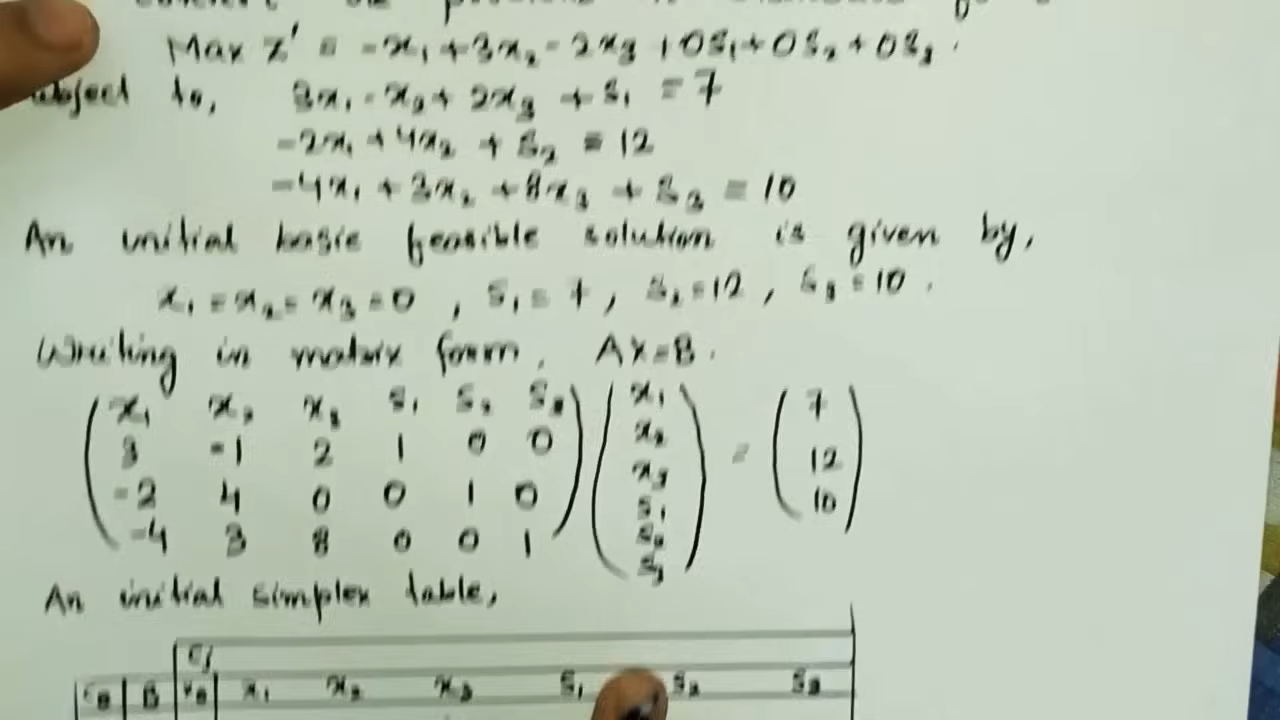 Max Z' = -x₁ + 3x₂ - 2x₃ + 0S₁ + 0S₂ + 0S₃.
subject to, 3x₁ - x₂ + 2x₃ + S₁ = 7
-2x₁ + 4x₂ + S₂ = 12
-4x₁ + 3x₂ + 8x₃ + S₃ = 10
An initial basic feasible solution is given by,
x₁ = x₂ = x₃ = 0, S₁ = 7, S₂ = 12, S₃ = 10.
Writing in matrix form, AX = B.
x₁ x₂ x₃ S₁ S₂ S₃
3 -1 2 1 0 0
-2 4 0 0 1 0
-4 3 8 0 0 1
x₁
x₂
x₃
S₁
S₂
S₃
=
7
12
10
An initial simplex table,
Cj
CB B XB x₁ x₂ x₃ S₁ S₂ S₃